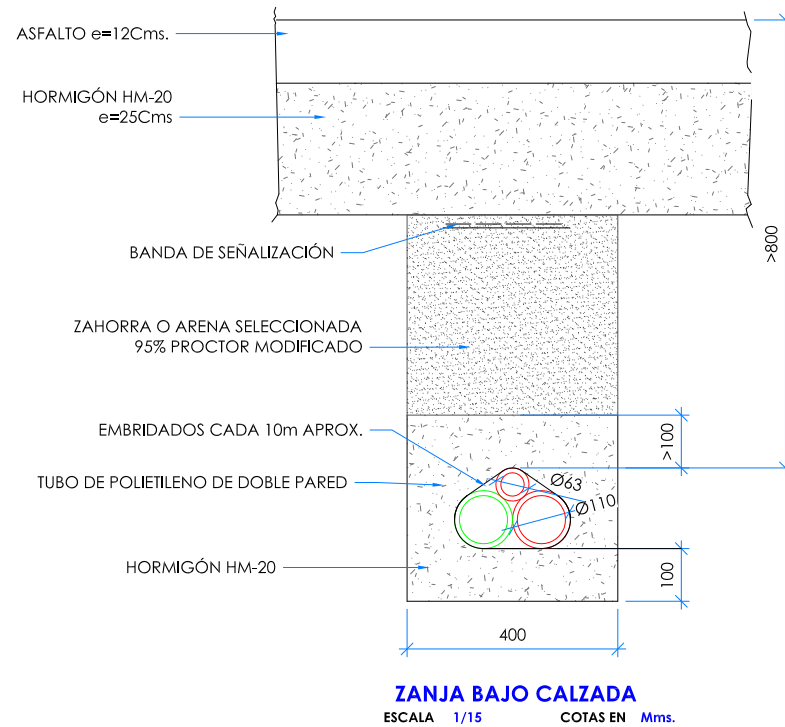 ASFALTO e=12Cms.
HORMIGÓN HM-20
e=25Cms
>800
BANDA DE SEÑALIZACIÓN
ZAHORRA O ARENA SELECCIONADA
95% PROCTOR MODIFICADO
>100
EMBRIDADOS CADA 10m APROX.
TUBO DE POLIETILENO DE DOBLE PARED
Ø63
Ø110
HORMIGÓN HM-20
100
400
ZANJA BAJO CALZADA
ESCALA 1/15 COTAS EN Mms.